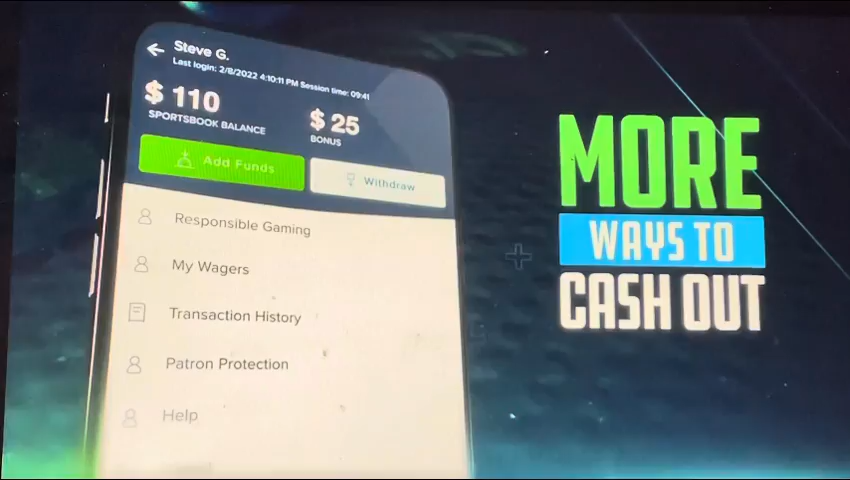 Steve G.
Last login: 2/8/2022 4:10:11 PM Session time: 09:41
$ 110
SPORTSBOOK BALANCE
$ 25
BONUS
Add Funds
Withdraw
Responsible Gaming
My Wagers
Transaction History
Patron Protection
Help
MORE
WAYS TO
CASH OUT